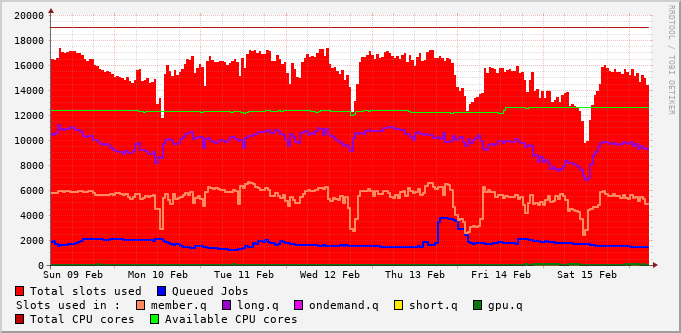 20000
18000
16000
14000
12000
10000
8000
6000
4000
2000
0
Sun 09 Feb Mon 10 Feb Tue 11 Feb Wed 12 Feb Thu 13 Feb Fri 14 Feb Sat 15 Feb
Total slots used Queued Jobs
Slots used in : member.q long.q ondemand.q short.q gpu.q
Total CPU cores Available CPU cores
RRDTOOL / TOBI OETIKER